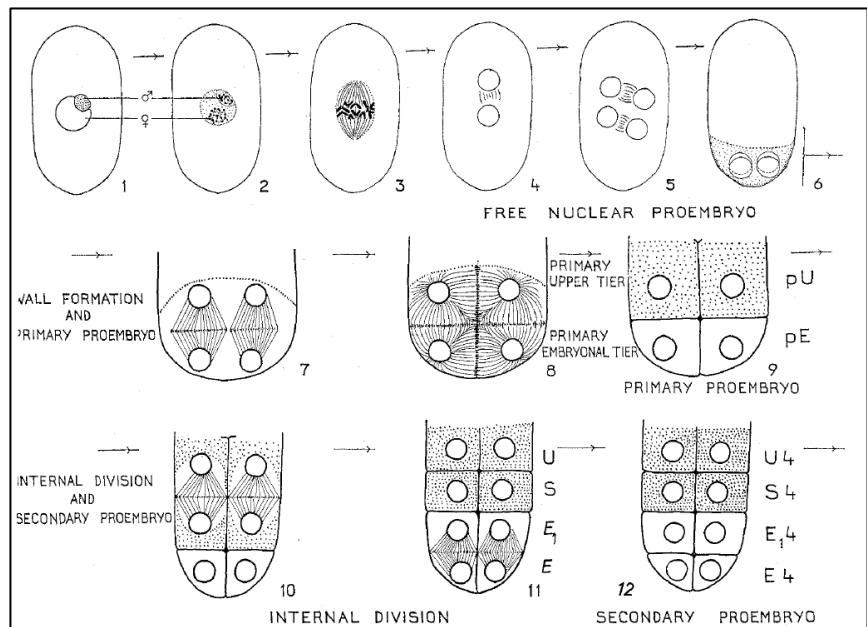 ♂
♀
1
2
3
4
5
6
FREE NUCLEAR PROEMBRYO
WALL FORMATION
AND
PRIMARY PROEMBRYO
7
8
PRIMARY
UPPER TIER
PRIMARY
EMBRYONAL TIER
pU
pE
9
PRIMARY PROEMBRYO
INTERNAL DIVISION
AND
SECONDARY PROEMBRYO
10
11
U
S
E₁
E
12
U4
S4
E₁4
E4
INTERNAL DIVISION
SECONDARY PROEMBRYO